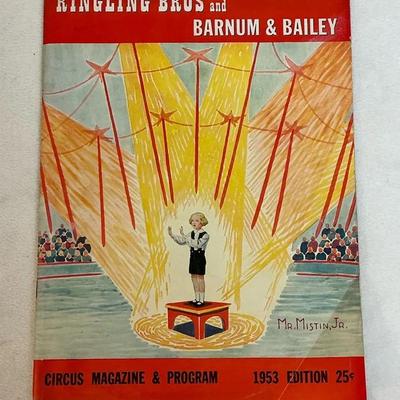 RINGLING BROS and
BARNUM & BAILEY
MR. MISTIN, JR.
CIRCUS MAGAZINE & PROGRAM 1953 EDITION 25¢